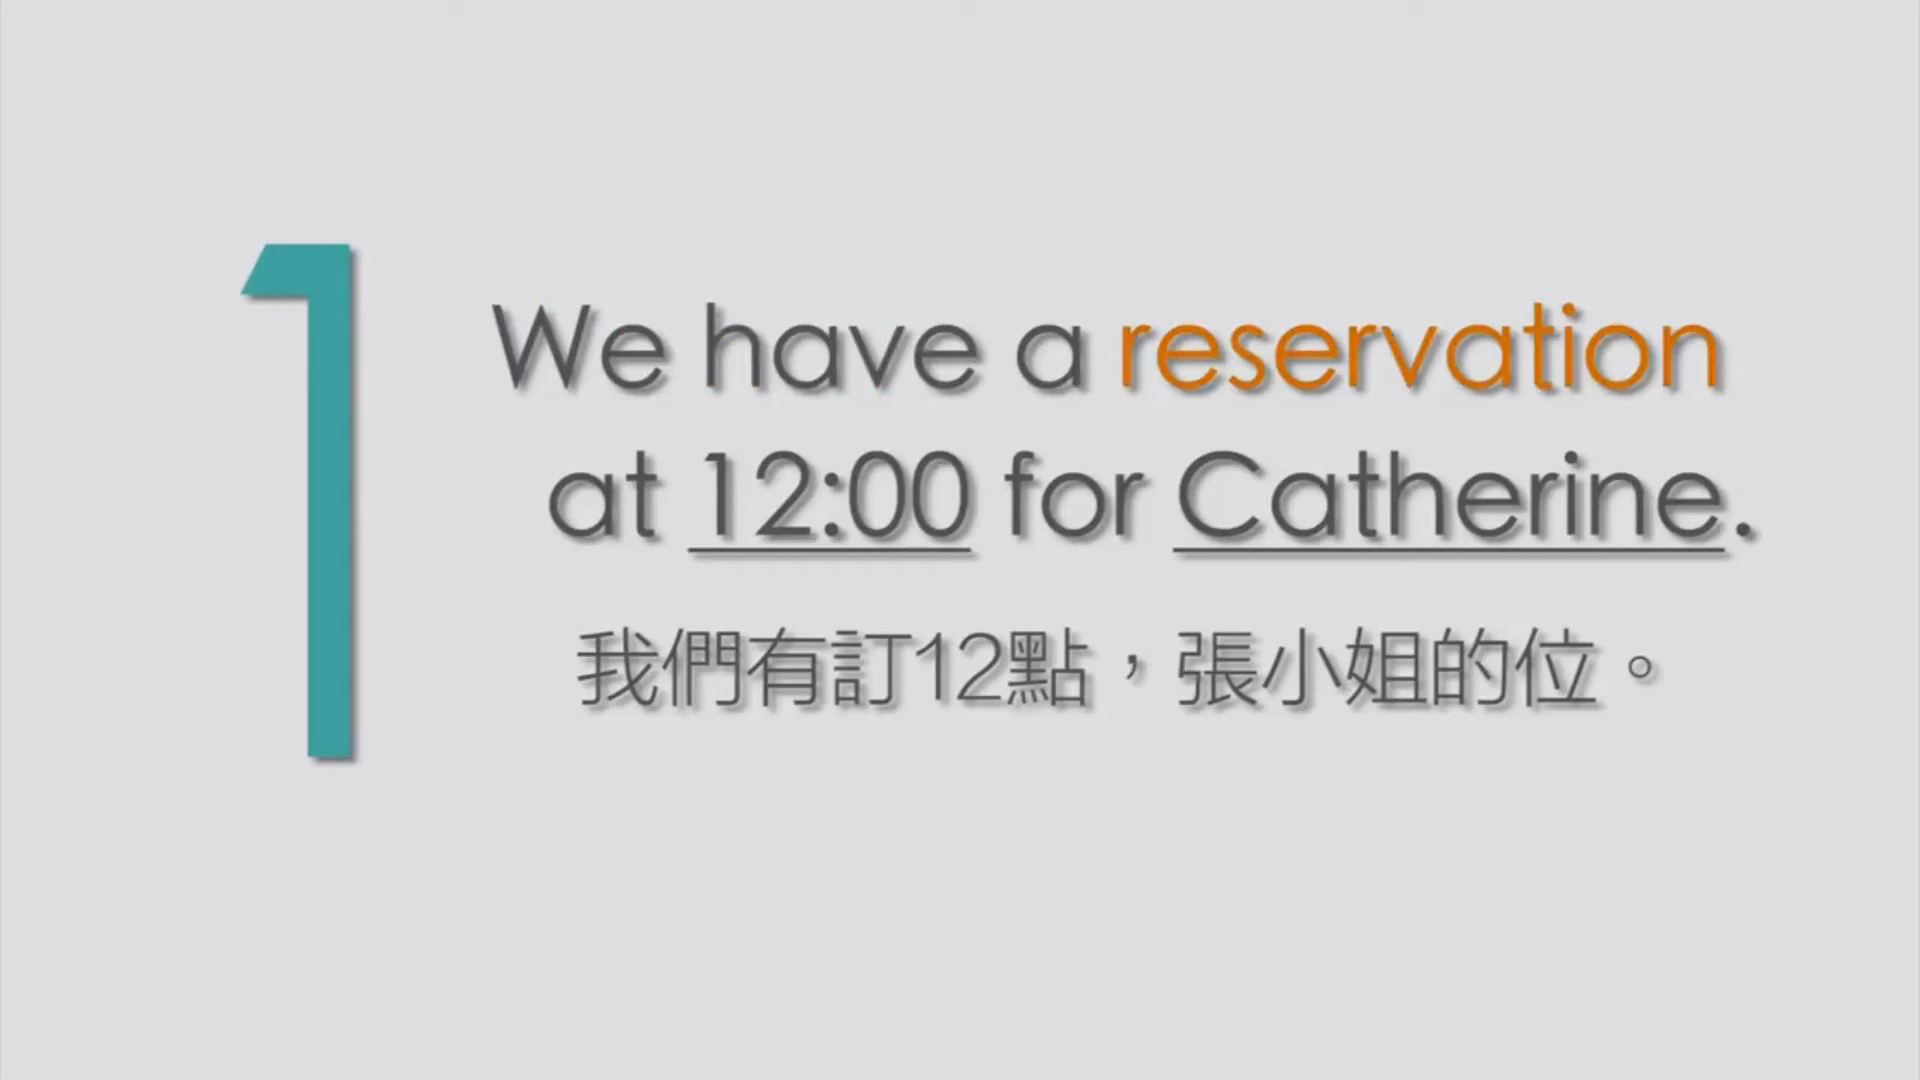 1
We have a reservation
at 12:00 for Catherine.
我們有訂12點，張小姐的位。